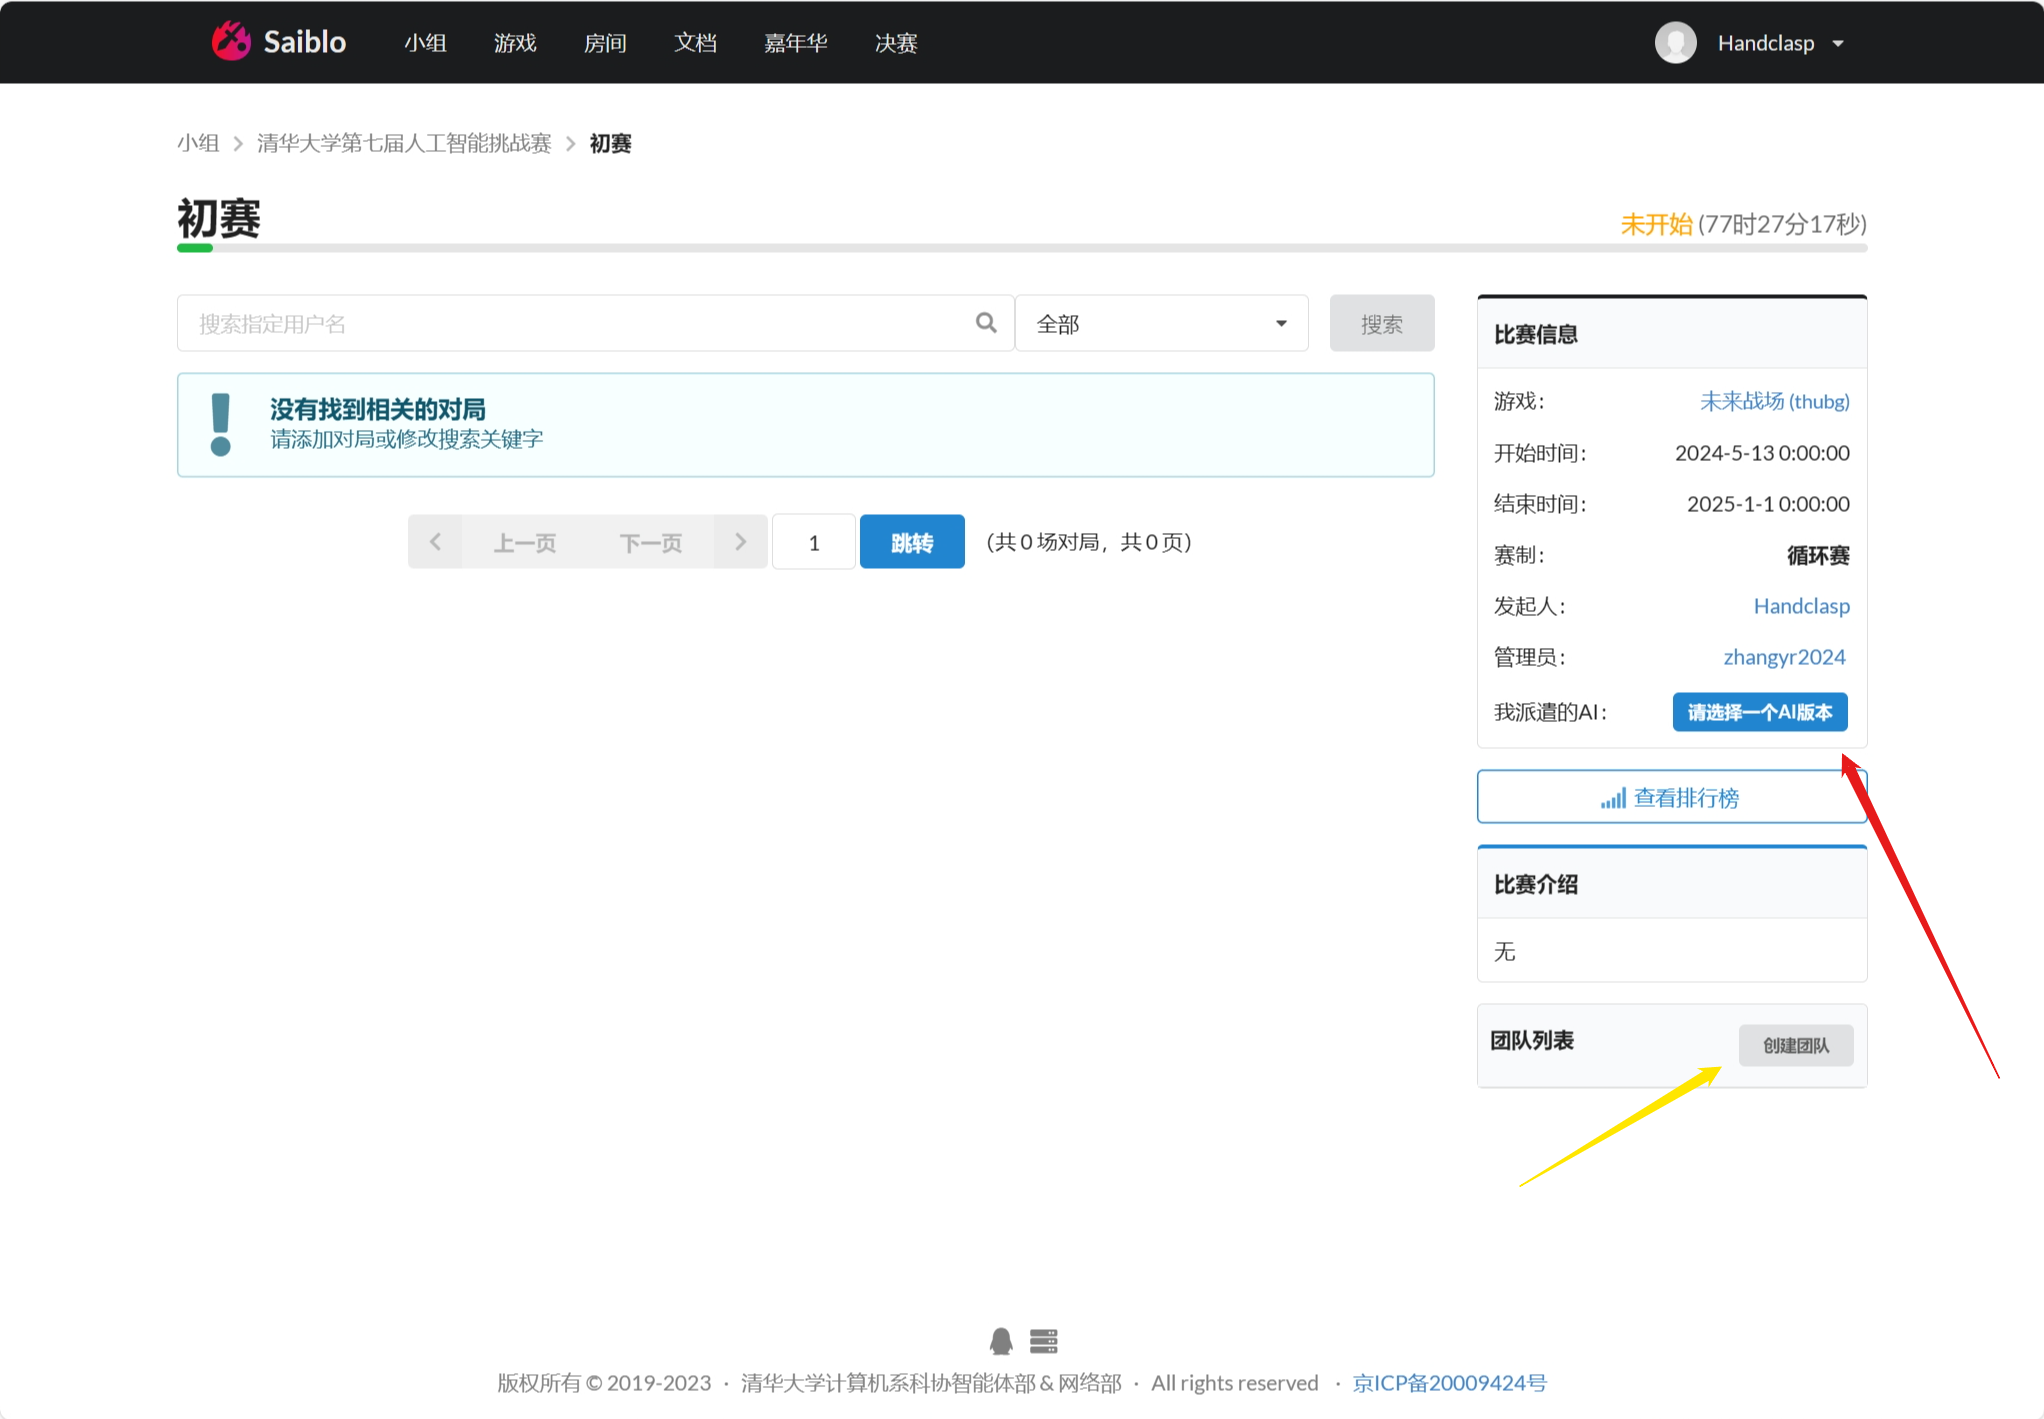 Saiblo 小组 游戏 房间 文档 嘉年华 决赛 Handclasp
小组 > 清华大学第七届人工智能挑战赛 > 初赛
初赛
未开始 (77时27分17秒)
搜索指定用户名 全部 搜索
没有找到相关的对局
请添加对局或修改搜索关键字
上一页 下一页 1 跳转 (共 0 场对局，共 0 页)
比赛信息
游戏： 未来战场 (thubg)
开始时间： 2024-5-13 0:00:00
结束时间： 2025-1-1 0:00:00
赛制： 循环赛
发起人： Handclasp
管理员： zhangyr2024
我派遣的AI： 请选择一个AI版本
查看排行榜
比赛介绍
无
团队列表 创建团队
版权所有 © 2019-2023 · 清华大学计算机系科协智能体部 & 网络部 · All rights reserved · 京ICP备20009424号